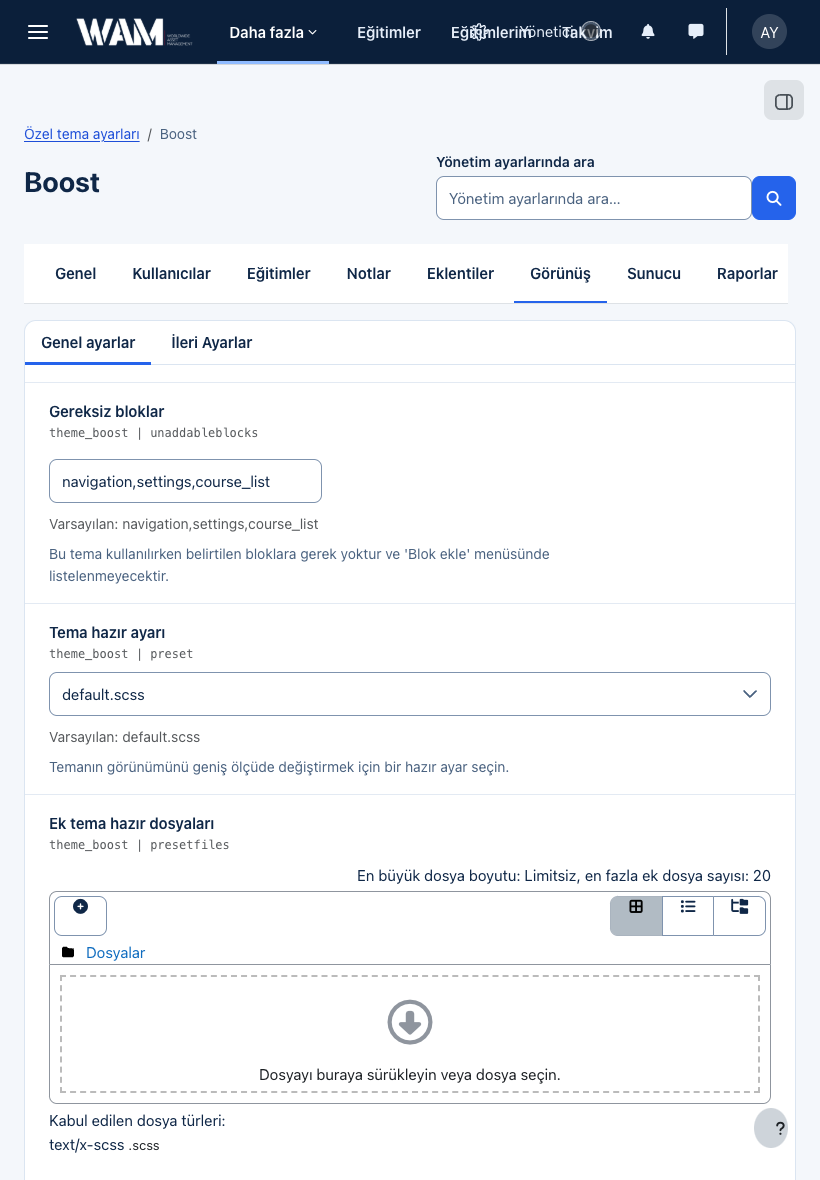 WAM
Daha fazla
Eğitimler
Eğitimlerim
Yönetici
Takvim
AY
Özel tema ayarları / Boost
Boost
Yönetim ayarlarında ara
Yönetim ayarlarında ara...
Genel Kullanıcılar Eğitimler Notlar Eklentiler Görünüş Sunucu Raporlar
Genel ayarlar İleri Ayarlar
Gereksiz bloklar
theme_boost | unaddableblocks
navigation,settings,course_list
Varsayılan: navigation,settings,course_list
Bu tema kullanılırken belirtilen bloklara gerek yoktur ve 'Blok ekle' menüsünde
listelenmeyecektir.
Tema hazır ayarı
theme_boost | preset
default.scss
Varsayılan: default.scss
Temanın görünümünü geniş ölçüde değiştirmek için bir hazır ayar seçin.
Ek tema hazır dosyaları
theme_boost | presetfiles
En büyük dosya boyutu: Limitsiz, en fazla ek dosya sayısı: 20
Dosyalar
Dosyayı buraya sürükleyin veya dosya seçin.
Kabul edilen dosya türleri:
text/x-scss .scss
?